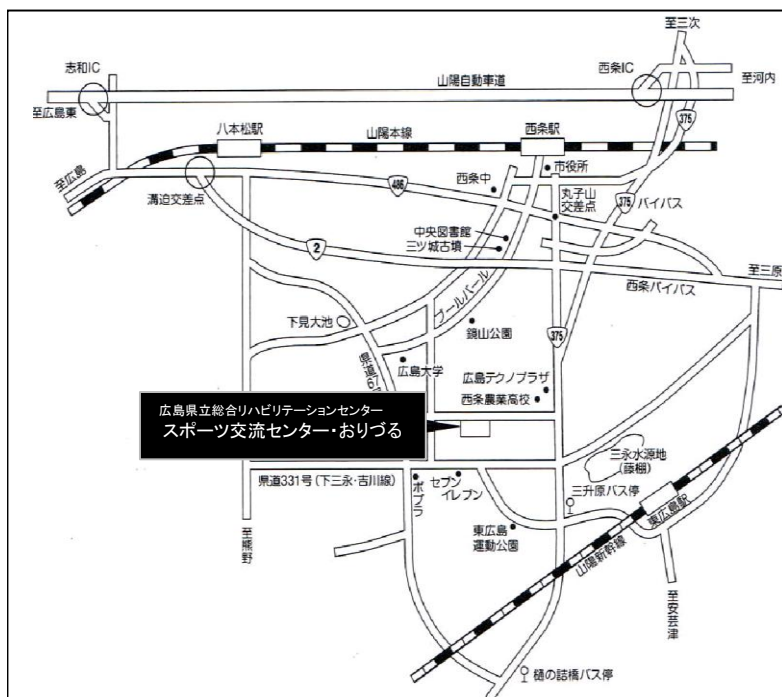 至三次
志和IC
山陽自動車道
西条IC
至河内
至広島東
八本松駅
山陽本線
西条駅
375
市役所
至広島
溝迫交差点
486
西条中
丸子山
交差点
375
バイパス
中央図書館
三ツ城古墳
2
至三原
西条バイパス
ブールバール
下見大池
鏡山公園
375
広島大学
県道67
広島テクノプラザ
西条農業高校
広島県立総合リハビリテーションセンター
スポーツ交流センター・おりづる
三永水源地
(藤棚)
県道331号(下三永・吉川線)
ポプラ
セブン
イレブン
三升原バス停
東広島駅
東広島
運動公園
山陽新幹線
至熊野
至安芸津
樋の詰橋バス停